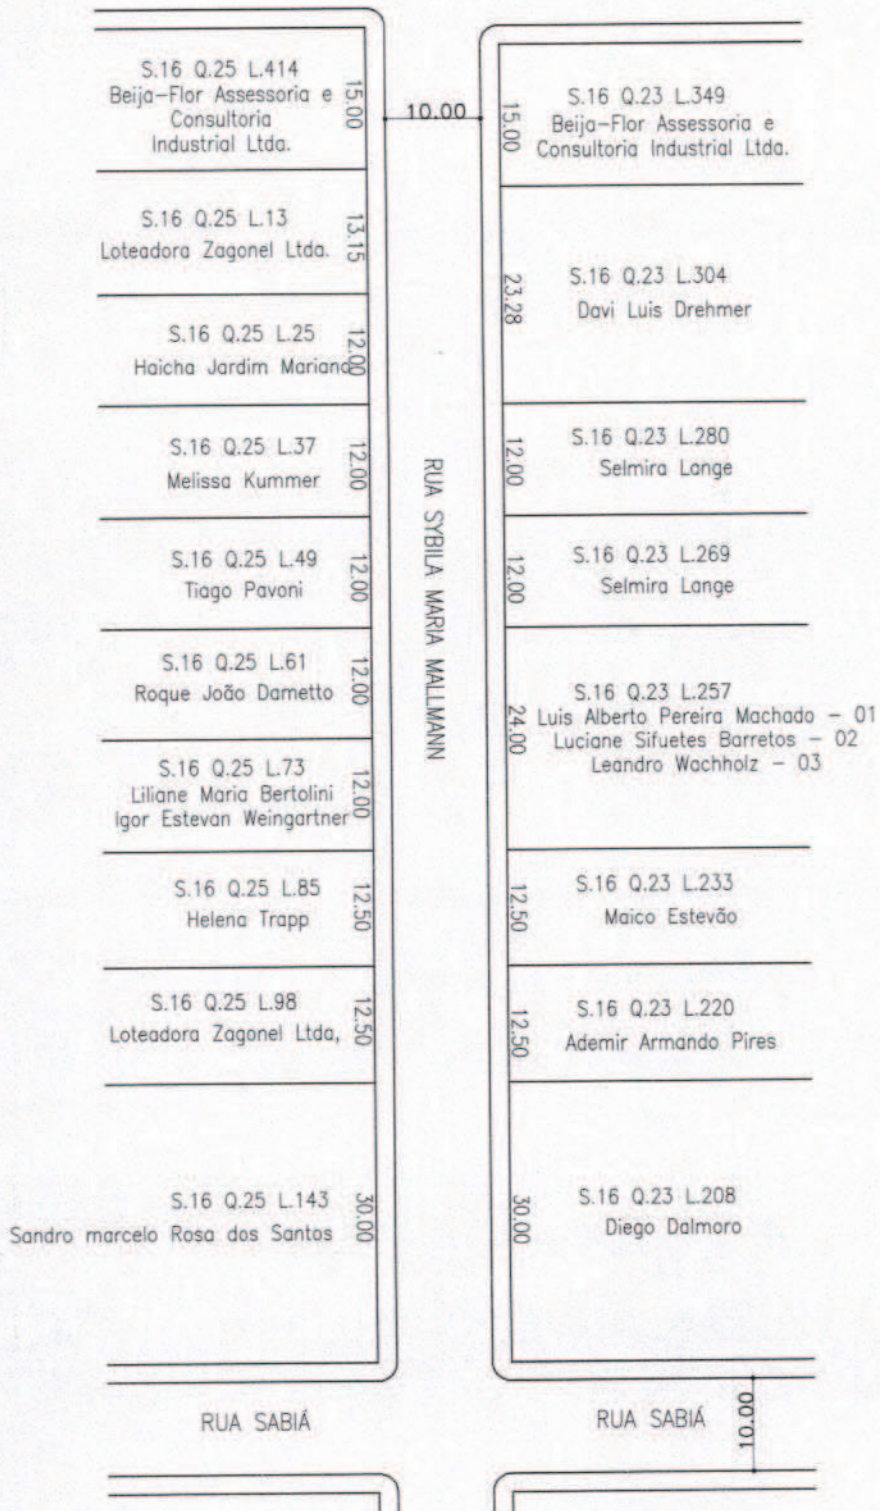 S.16 Q.25 L.414
Beija-Flor Assessoria e
Consultoria
Industrial Ltda.
15.00
S.16 Q.25 L.13
Loteadora Zagonel Ltda.
13.15
S.16 Q.25 L.25
Haicha Jardim Mariano
12.00
S.16 Q.25 L.37
Melissa Kummer
12.00
S.16 Q.25 L.49
Tiago Pavoni
12.00
S.16 Q.25 L.61
Roque João Dametto
12.00
S.16 Q.25 L.73
Liliane Maria Bertolini
Igor Estevan Weingartner
12.00
S.16 Q.25 L.85
Helena Trapp
12.50
S.16 Q.25 L.98
Loteadora Zagonel Ltda,
12.50
S.16 Q.25 L.143
Sandro marcelo Rosa dos Santos
30.00
10.00
RUA SYBILA MARIA MALLMANN
15.00
S.16 Q.23 L.349
Beija-Flor Assessoria e
Consultoria Industrial Ltda.
23.28
S.16 Q.23 L.304
Davi Luis Drehmer
12.00
S.16 Q.23 L.280
Selmira Lange
12.00
S.16 Q.23 L.269
Selmira Lange
24.00
S.16 Q.23 L.257
Luis Alberto Pereira Machado - 01
Luciane Sifuetes Barretos - 02
Leandro Wachholz - 03
12.50
S.16 Q.23 L.233
Maico Estevão
12.50
S.16 Q.23 L.220
Ademir Armando Pires
30.00
S.16 Q.23 L.208
Diego Dalmoro
RUA SABIÁ
RUA SABIÁ
10.00